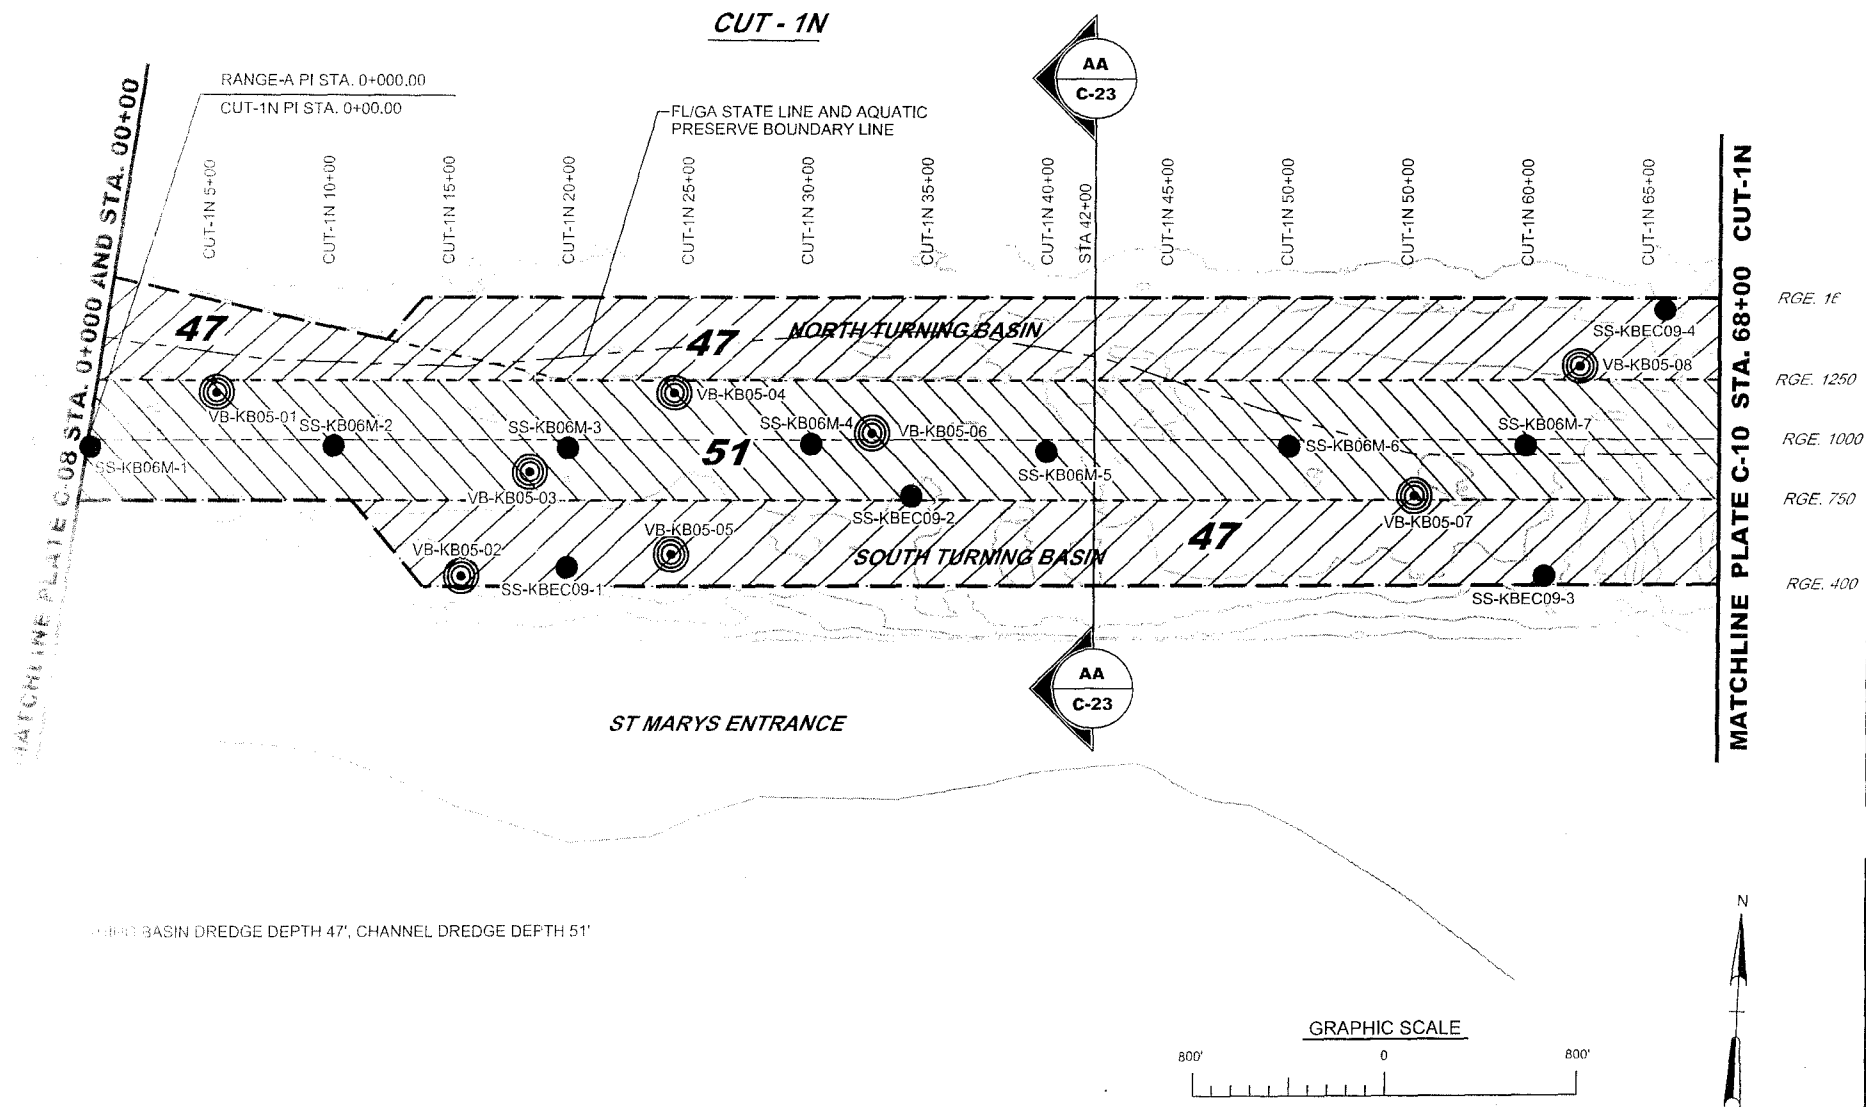 CUT - 1N
AA
C-23
RANGE-A PI STA. 0+000.00
CUT-1N PI STA. 0+00.00
FL/GA STATE LINE AND AQUATIC
PRESERVE BOUNDARY LINE
MATCHLINE PLATE C-08 STA. 0+000 AND STA. 00+00
CUT-1N 5+00
CUT-1N 10+00
CUT-1N 15+00
CUT-1N 20+00
CUT-1N 25+00
CUT-1N 30+00
CUT-1N 35+00
CUT-1N 40+00
STA 42+00
CUT-1N 45+00
CUT-1N 50+00
CUT-1N 50+00
CUT-1N 60+00
CUT-1N 65+00
MATCHLINE PLATE C-10 STA. 68+00 CUT-1N
RGE. 16
47
47
NORTH TURNING BASIN
SS-KBEC09-4
VB-KB05-08
RGE. 1250
VB-KB05-01
VB-KB05-04
SS-KB06M-2
SS-KB06M-3
SS-KB06M-4
VB-KB05-06
SS-KB06M-6
SS-KB06M-7
RGE. 1000
SS-KB06M-1
51
SS-KB06M-5
VB-KB05-03
RGE. 750
SS-KBEC09-2
VB-KB05-07
VB-KB05-05
47
VB-KB05-02
SOUTH TURNING BASIN
SS-KBEC09-1
RGE. 400
SS-KBEC09-3
AA
C-23
ST MARYS ENTRANCE
BASIN DREDGE DEPTH 47', CHANNEL DREDGE DEPTH 51'
N
GRAPHIC SCALE
800' 0 800'